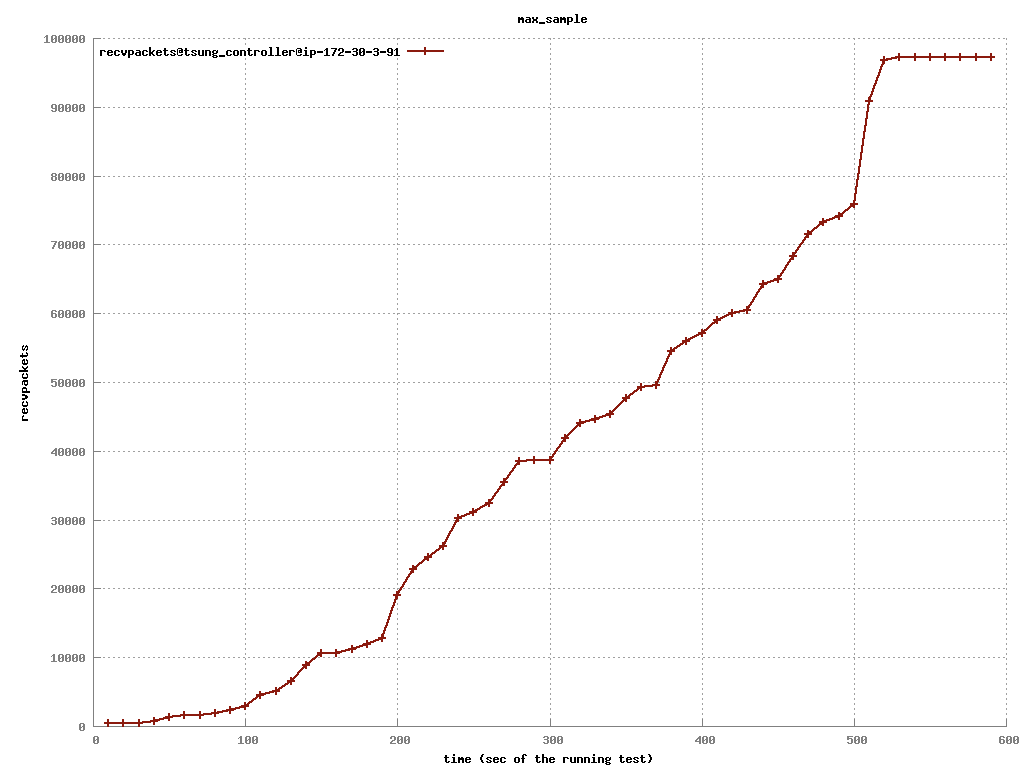 max_sample
recvpackets@tsung_controller@ip-172-30-3-91
100000
90000
80000
70000
60000
50000
40000
30000
20000
10000
0
recvpackets
0 100 200 300 400 500 600
time (sec of the running test)